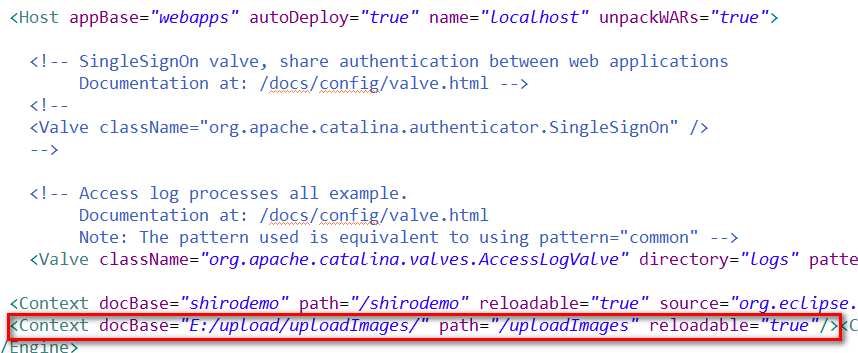 <Host appBase="webapps" autoDeploy="true" name="localhost" unpackWARs="true">
<!-- SingleSignOn valve, share authentication between web applications
Documentation at: /docs/config/valve.html -->
<!--
<Valve className="org.apache.catalina.authenticator.SingleSignOn" />
-->
<!-- Access log processes all example.
Documentation at: /docs/config/valve.html
Note: The pattern used is equivalent to using pattern="common" -->
<Valve className="org.apache.catalina.valves.AccessLogValve" directory="logs" patte
<Context docBase="shirodemo" path="/shirodemo" reloadable="true" source="org.eclipse.
<Context docBase="E:/upload/uploadImages/" path="/uploadImages" reloadable="true"/><C
/Engine>